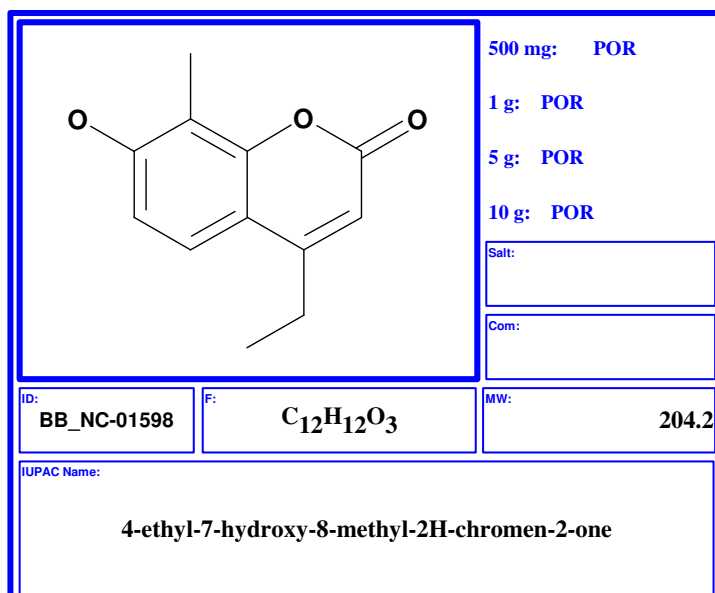 O
O
O
500 mg: POR
1 g: POR
5 g: POR
10 g: POR
Salt:
Com:
ID:
BB_NC-01598
F:
C12H12O3
MW:
204.2
IUPAC Name:
4-ethyl-7-hydroxy-8-methyl-2H-chromen-2-one